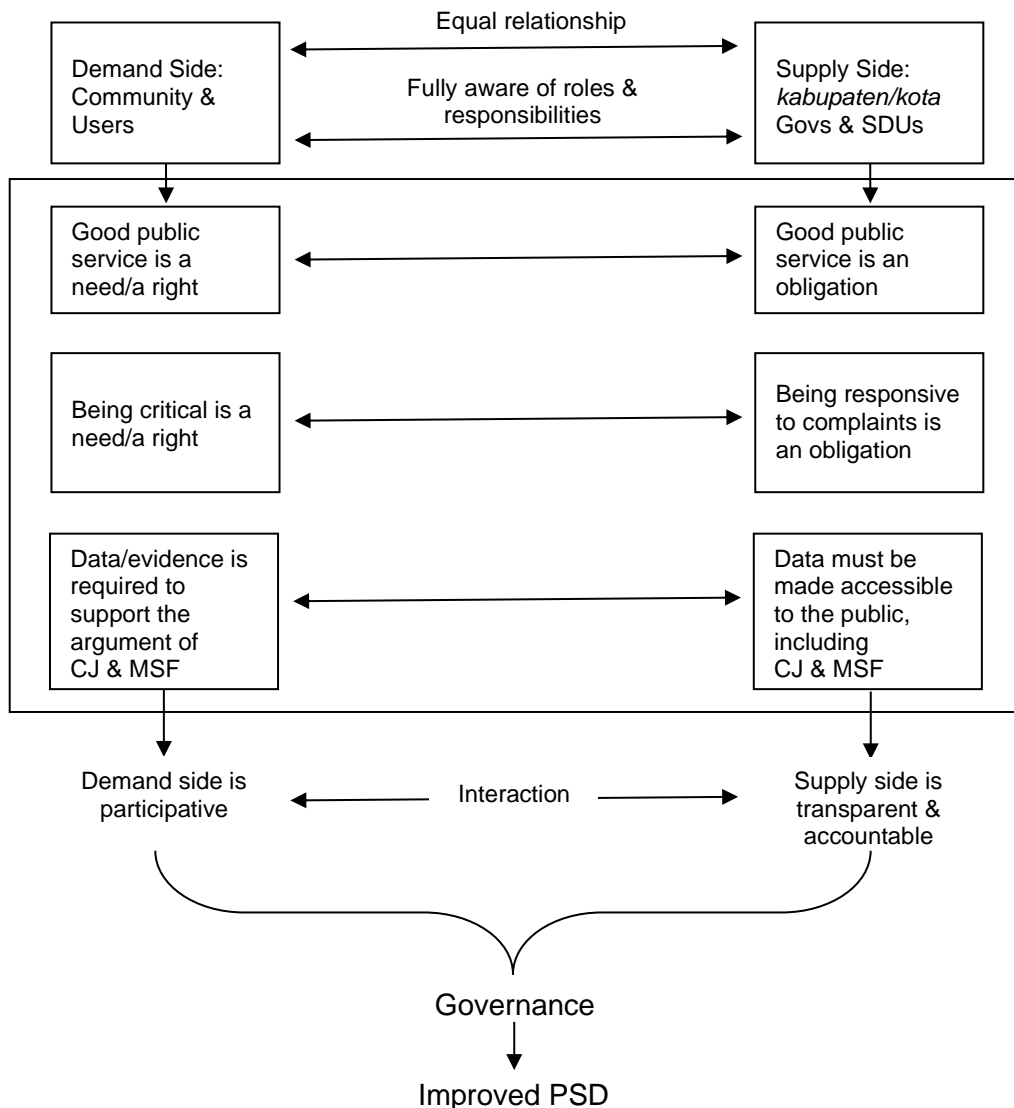 Equal relationship
Demand Side:
Community &
Users
Fully aware of roles &
responsibilities
Supply Side:
kabupaten/kota
Govs & SDUs
Good public
service is a
need/a right
Good public
service is an
obligation
Being critical is a
need/a right
Being responsive
to complaints is
an obligation
Data/evidence is
required to
support the
argument of
CJ & MSF
Data must be
made accessible
to the public,
including
CJ & MSF
Demand side is
participative
Interaction
Supply side is
transparent &
accountable
Governance
Improved PSD